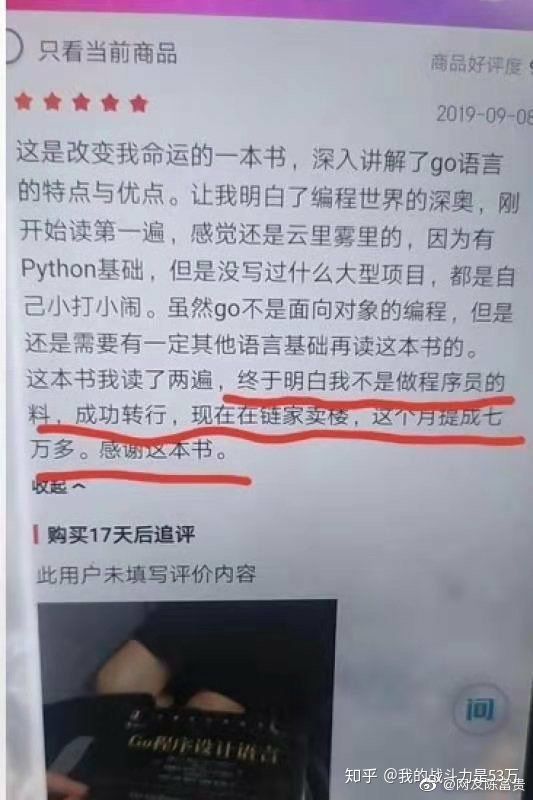 只看当前商品
商品好评度 9
2019-09-08
这是改变我命运的一本书，深入讲解了go语言
的特点与优点。让我明白了编程世界的深奥，刚
开始读第一遍，感觉还是云里雾里的，因为有
Python基础，但是没写过什么大型项目，都是自
己小打小闹。虽然go不是面向对象的编程，但是
还是需要有一定其他语言基础再读这本书的。
这本书我读了两遍，终于明白我不是做程序员的
料，成功转行，现在在链家卖楼，这个月提成七
万多。感谢这本书。
收起
购买17天后追评
此用户未填写评价内容
问
Go程序设计语言
知乎 @我的战斗力是53万
@网友陈富贵